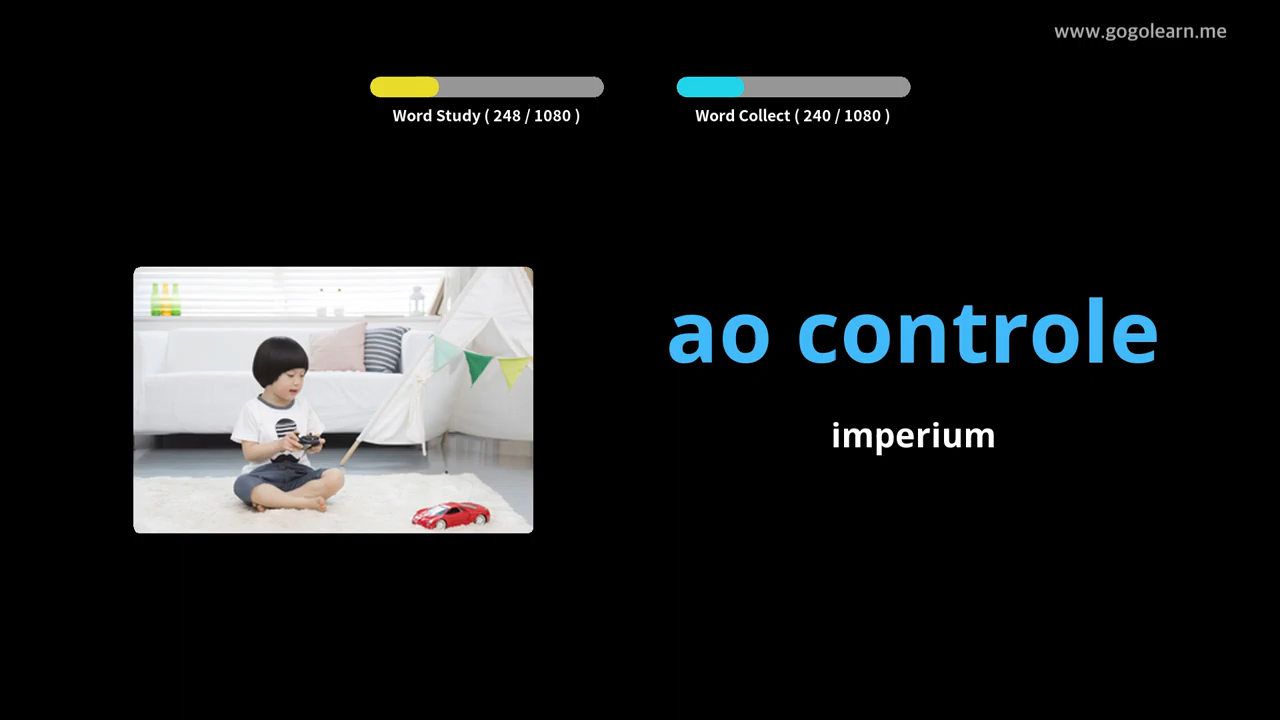 www.gogolearn.me
Word Study ( 248 / 1080 )
Word Collect ( 240 / 1080 )
ao controle
imperium